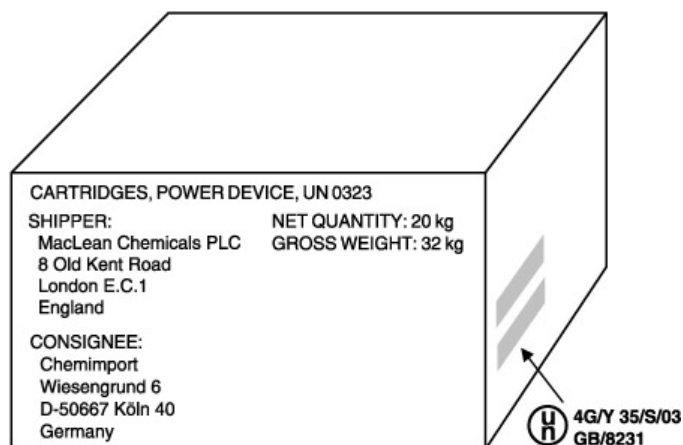 CARTRIDGES, POWER DEVICE, UN 0323
SHIPPER:
MacLean Chemicals PLC
8 Old Kent Road
London E.C.1
England
NET QUANTITY: 20 kg
GROSS WEIGHT: 32 kg
CONSIGNEE:
Chemimport
Wiesengrund 6
D-50667 Köln 40
Germany
un
4G/Y 35/S/03
GB/8231